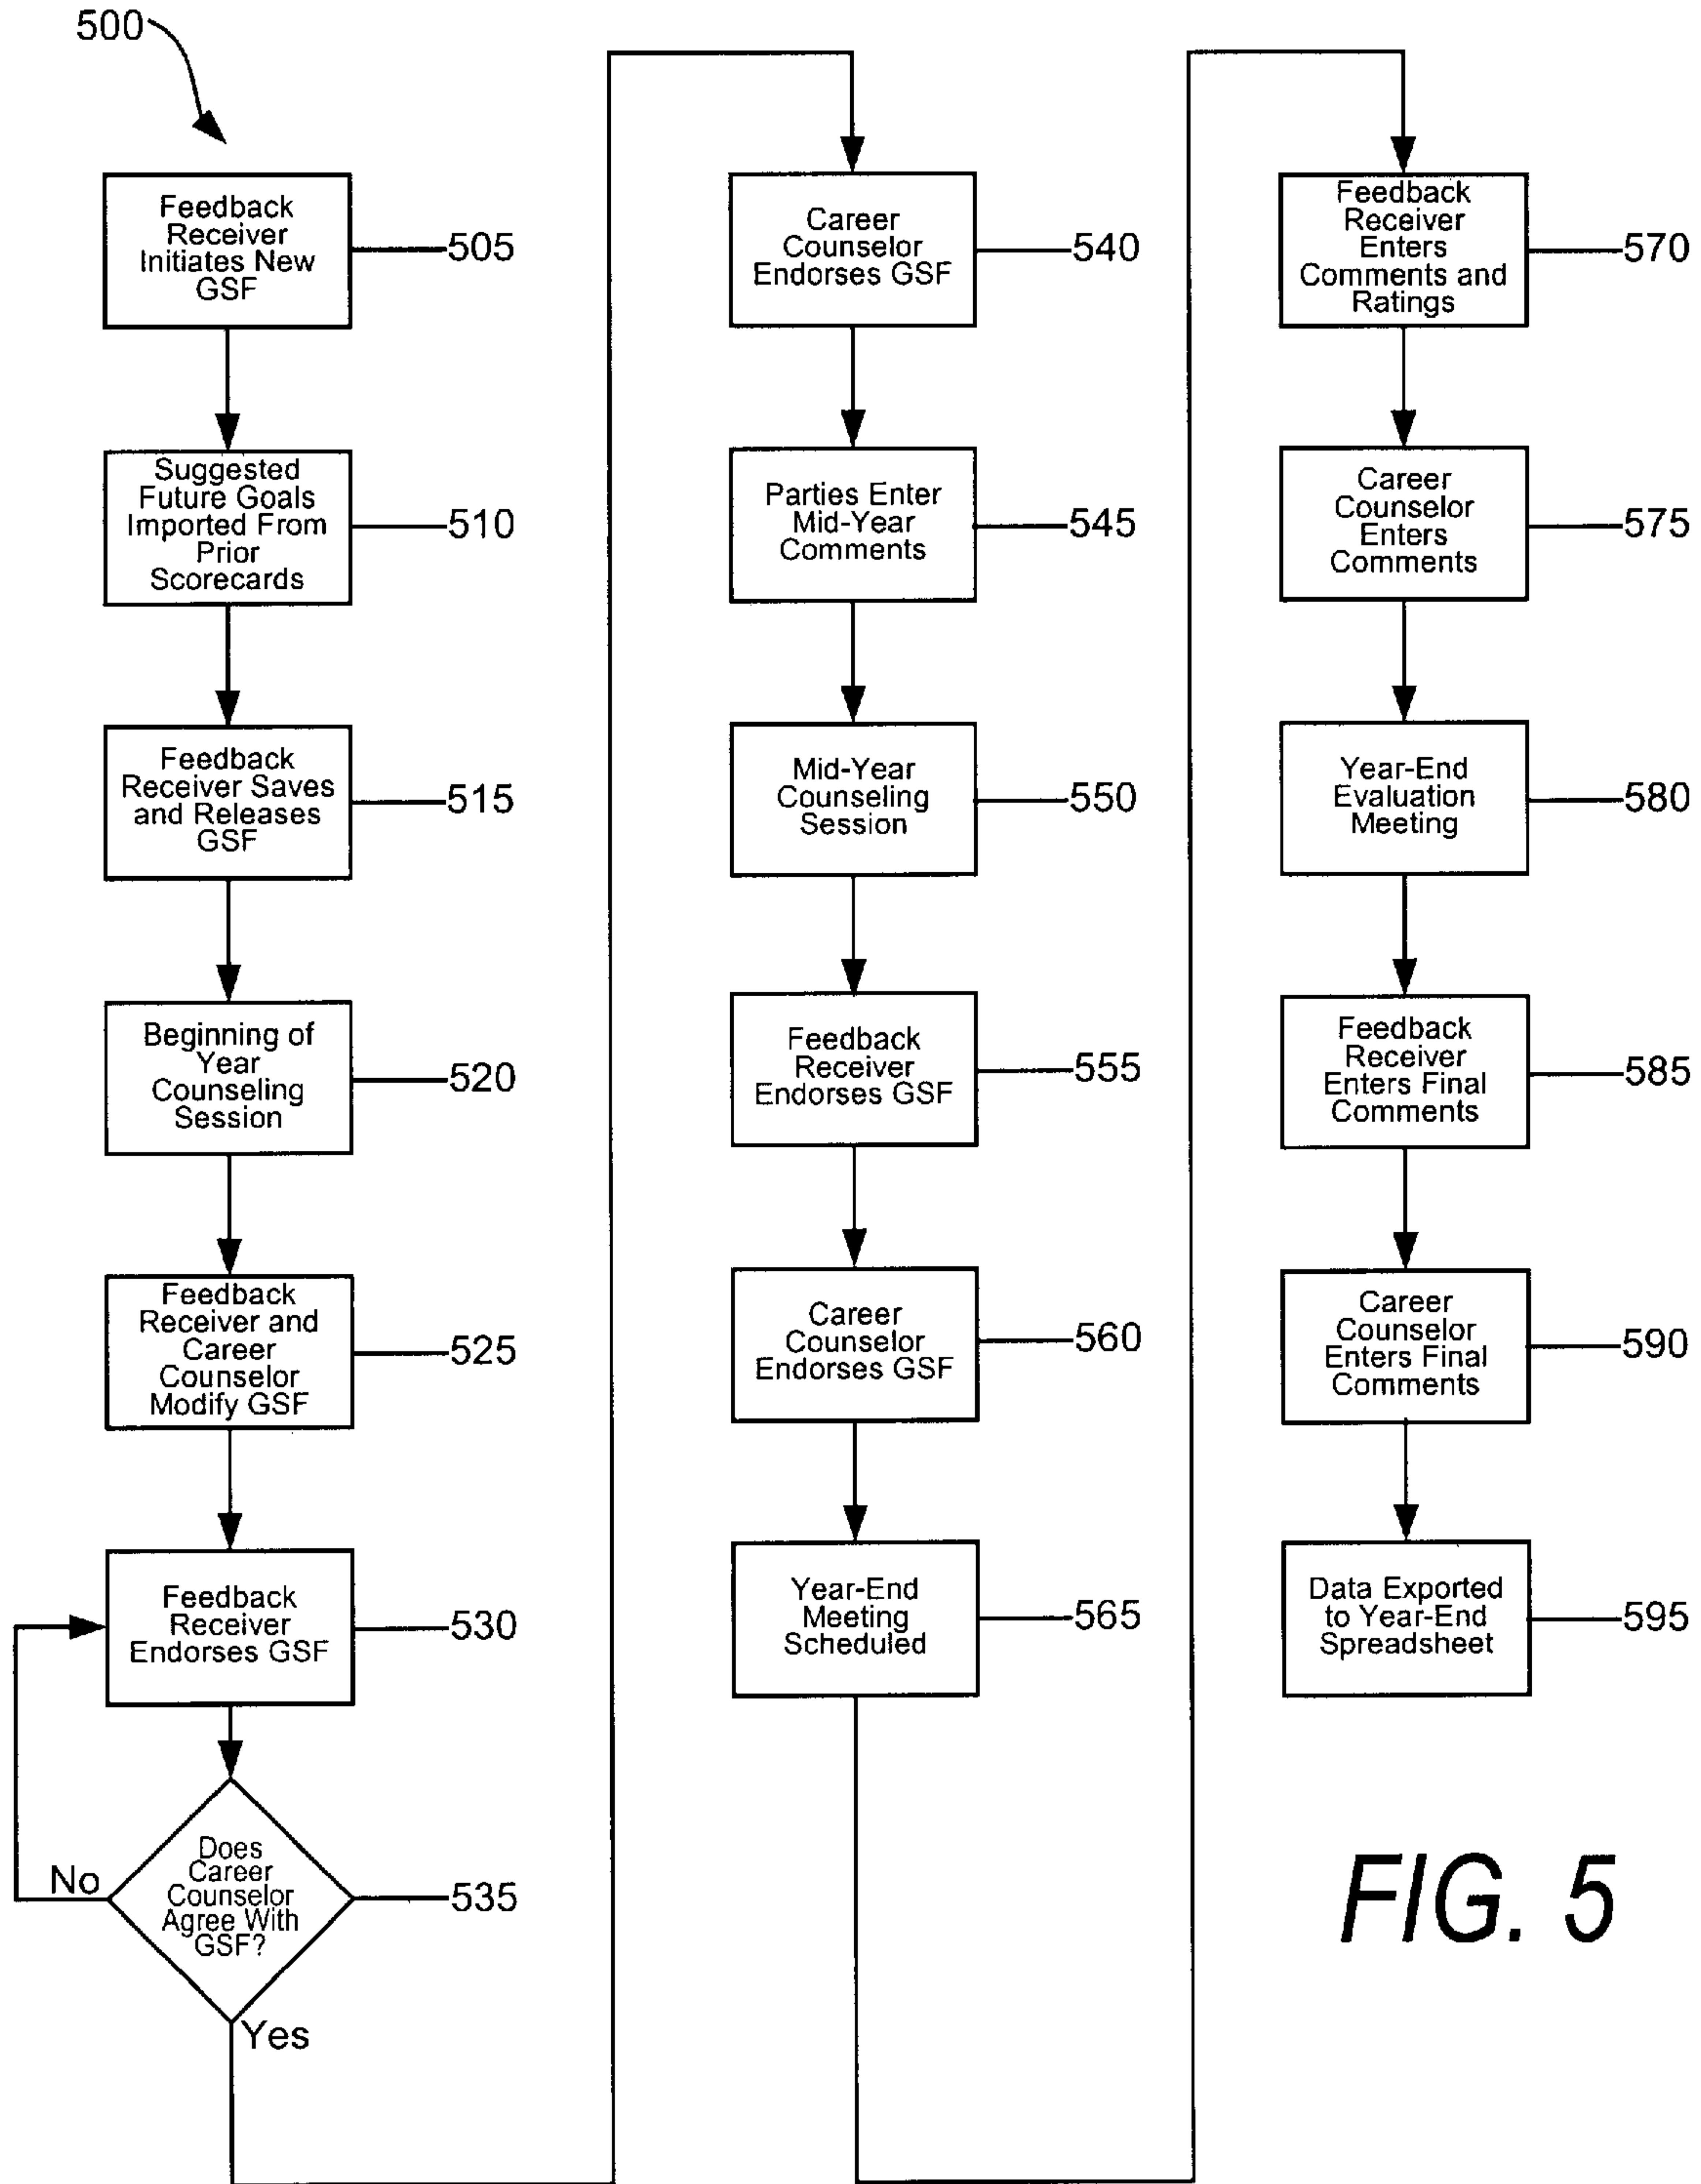 500
Feedback
Receiver
Initiates New
GSF
505
Suggested
Future Goals
Imported From
Prior
Scorecards
510
Feedback
Receiver Saves
and Releases
GSF
515
Beginning of
Year
Counseling
Session
520
Feedback
Receiver and
Career
Counselor
Modify GSF
525
Feedback
Receiver
Endorses GSF
530
Does
Career
Counselor
Agree With
GSF?
535
No
Yes
Career
Counselor
Endorses GSF
540
Parties Enter
Mid-Year
Comments
545
Mid-Year
Counseling
Session
550
Feedback
Receiver
Endorses GSF
555
Career
Counselor
Endorses GSF
560
Year-End
Meeting
Scheduled
565
Feedback
Receiver
Enters
Comments and
Ratings
570
Career
Counselor
Enters
Comments
575
Year-End
Evaluation
Meeting
580
Feedback
Receiver
Enters Final
Comments
585
Career
Counselor
Enters Final
Comments
590
Data Exported
to Year-End
Spreadsheet
595
FIG. 5